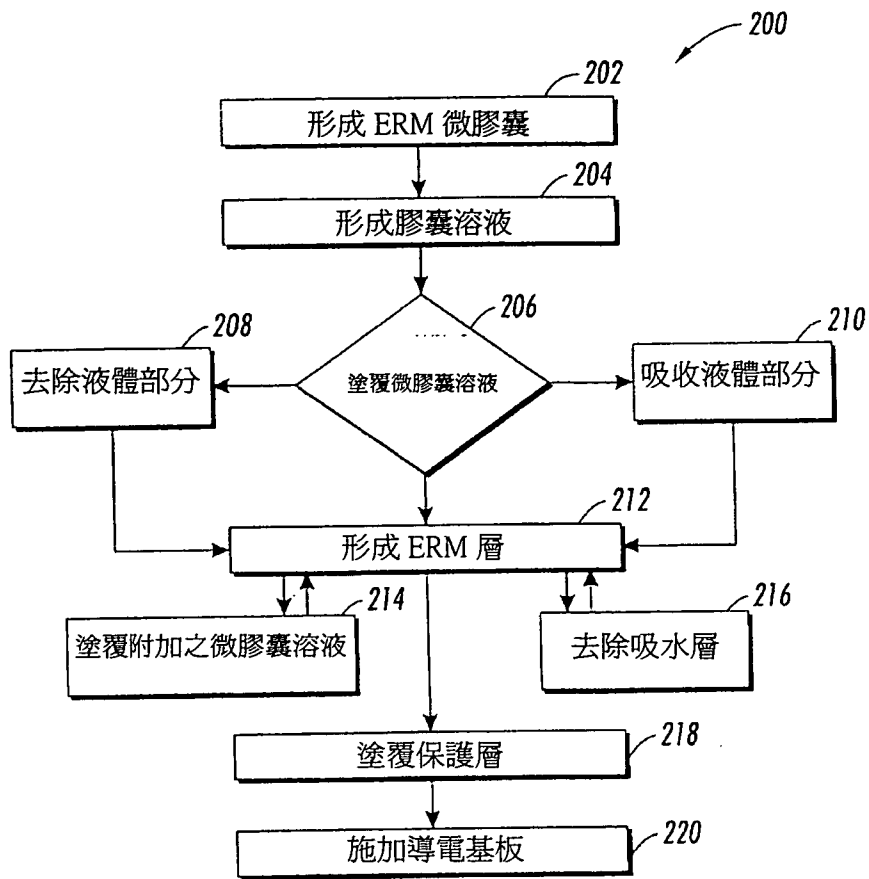 200
202
形成 ERM 微膠囊
204
形成膠囊溶液
206
塗覆微膠囊溶液
208
去除液體部分
210
吸收液體部分
212
形成 ERM 層
214
塗覆附加之微膠囊溶液
216
去除吸水層
218
塗覆保護層
220
施加導電基板